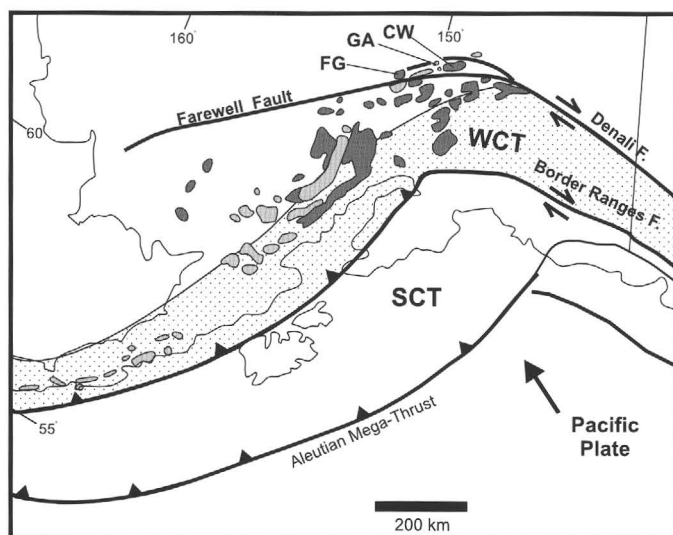 160°
150°
CW
GA
FG
Farewell Fault
60°
WCT
Denali F.
Border Ranges F.
SCT
55°
Aleutian Mega-Thrust
Pacific
Plate
200 km